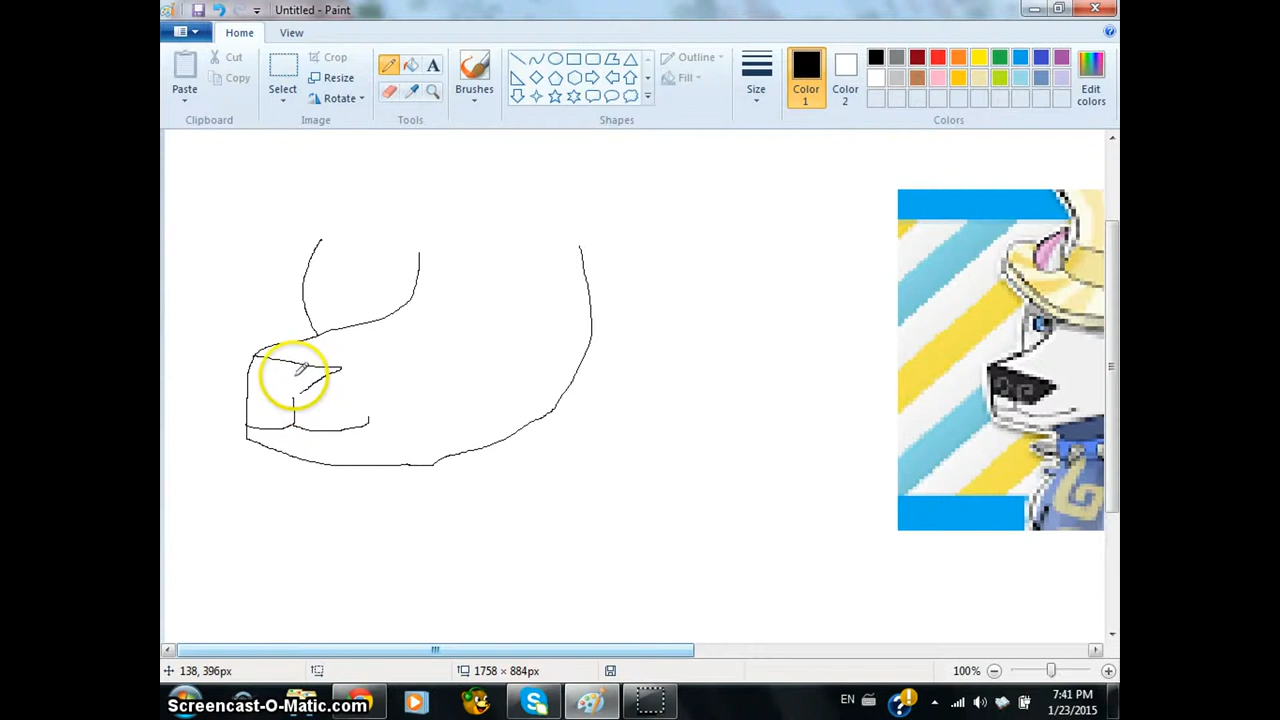 Untitled - Paint
Home View
Paste
Cut
Copy
Clipboard
Select
Crop
Resize
Rotate
Image
A
Tools
Brushes
Outline
Fill
Shapes
Size
Color 1
Color 2
Edit colors
Colors
138, 396px
1758 × 884px
100%
EN
7:41 PM
1/23/2015
Screencast-O-Matic.com